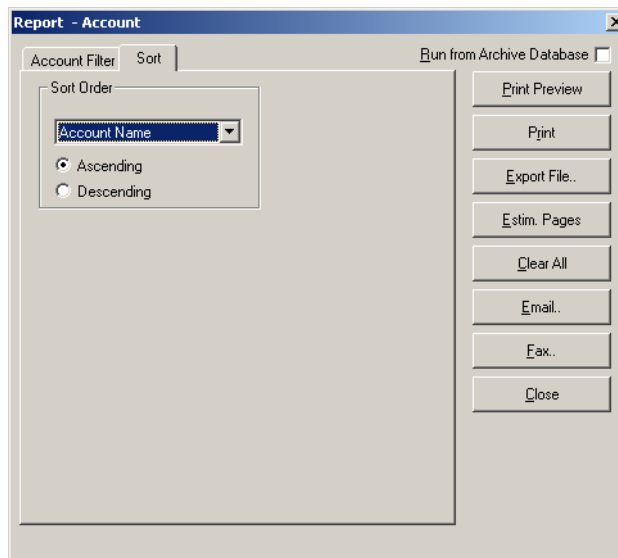 Report - Account
Account Filter
Sort
Run from Archive Database
Sort Order
Account Name
Ascending
Descending
Print Preview
Print
Export File..
Estim. Pages
Clear All
Email..
Fax..
Close